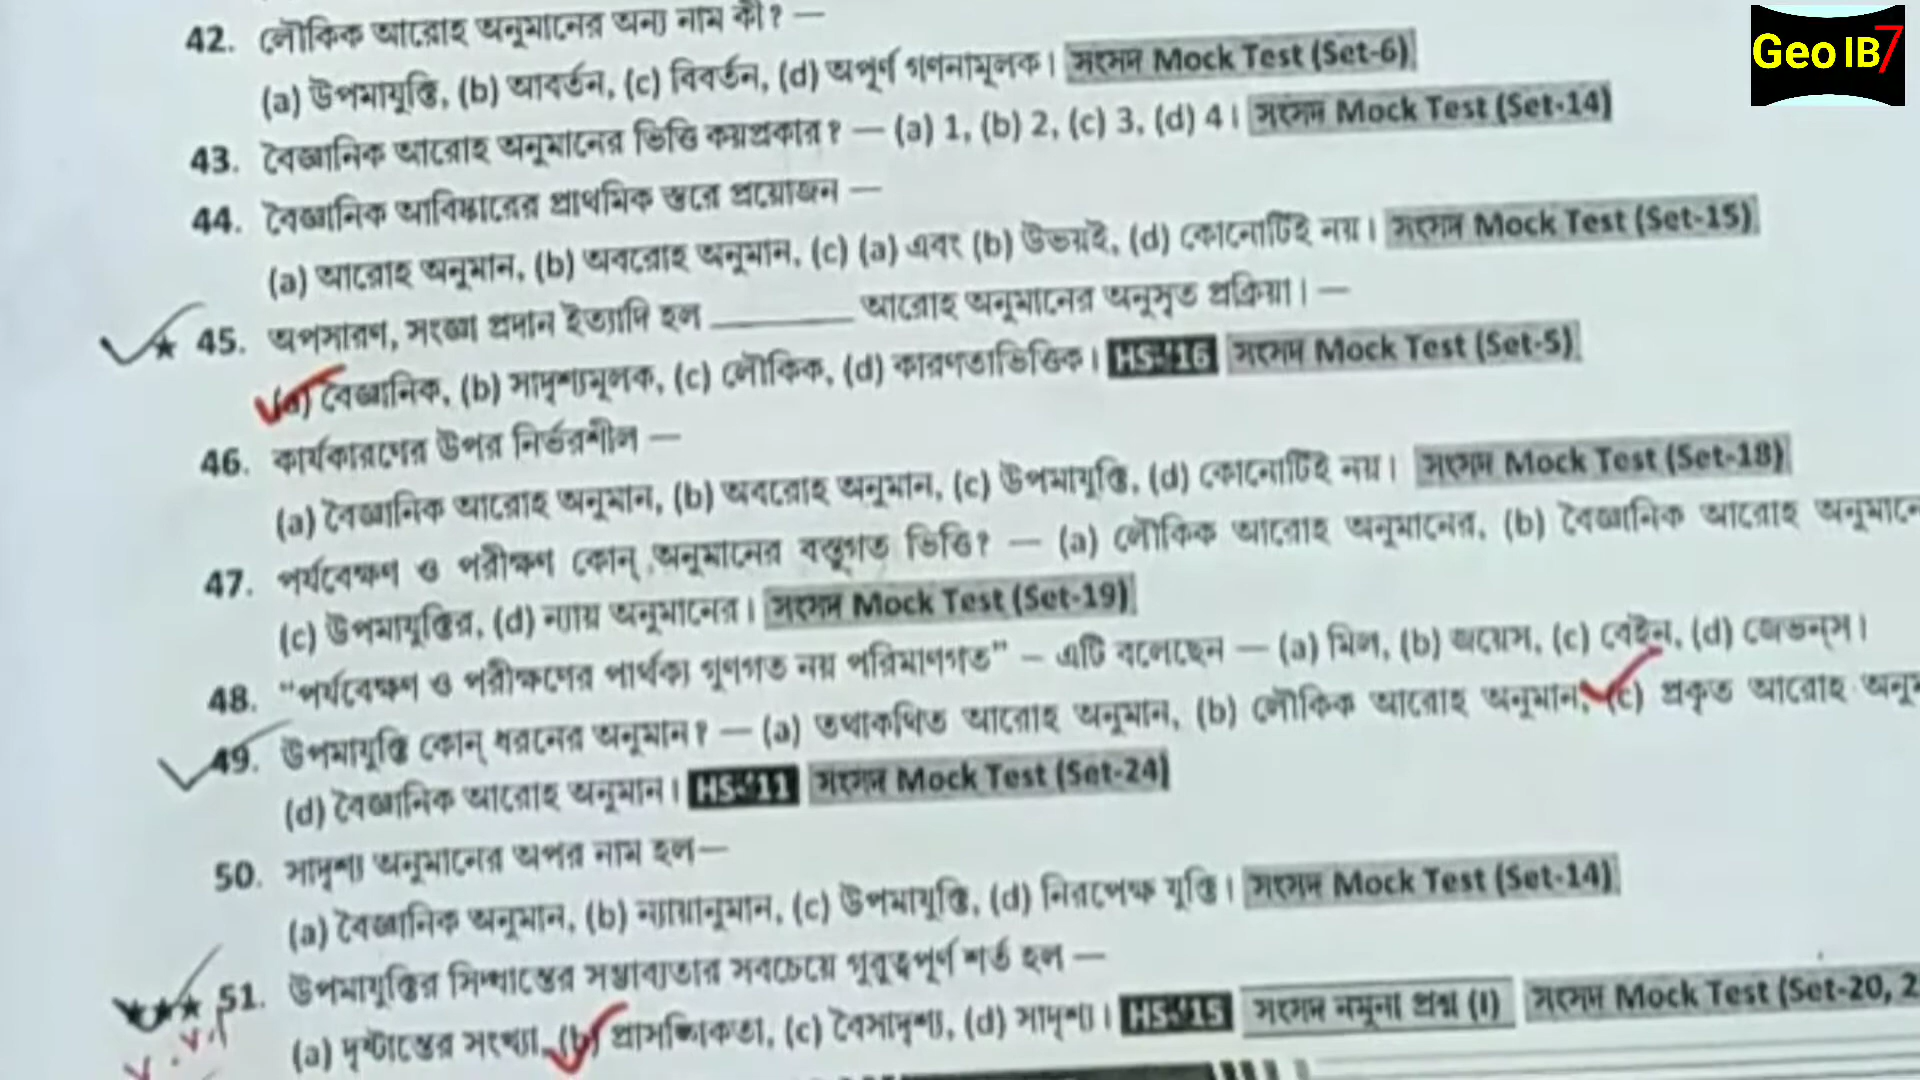 Geo IB7
42. লৌকিক আরোহ অনুমানের অন্য নাম কী? —
(a) উপমাযুক্তি, (b) আবর্তন, (c) বিবর্তন, (d) অপূর্ণ গণনামূলক। সংসদ Mock Test (Set-6)
43. বৈজ্ঞানিক আরোহ অনুমানের ভিত্তি কয়প্রকার? — (a) 1, (b) 2, (c) 3, (d) 4। সংসদ Mock Test (Set-14)
44. বৈজ্ঞানিক আবিষ্কারের প্রাথমিক স্তরে প্রয়োজন —
(a) আরোহ অনুমান, (b) অবরোহ অনুমান, (c) (a) এবং (b) উভয়ই, (d) কোনোটিই নয়। সংসদ Mock Test (Set-15)
★ 45. অপসারণ, সংজ্ঞা প্রদান ইত্যাদি হল ________ আরোহ অনুমানের অনুসৃত প্রক্রিয়া। —
(a) বৈজ্ঞানিক, (b) সাদৃশ্যমূলক, (c) লৌকিক, (d) কারণতাভিত্তিক। HS-'16 সংসদ Mock Test (Set-5)
46. কার্যকারণের উপর নির্ভরশীল —
(a) বৈজ্ঞানিক আরোহ অনুমান, (b) অবরোহ অনুমান, (c) উপমাযুক্তি, (d) কোনোটিই নয়। সংসদ Mock Test (Set-18)
47. পর্যবেক্ষণ ও পরীক্ষণ কোন্ অনুমানের বস্তুগত ভিত্তি? — (a) লৌকিক আরোহ অনুমানের, (b) বৈজ্ঞানিক আরোহ অনুমানে
(c) উপমাযুক্তির, (d) ন্যায় অনুমানের। সংসদ Mock Test (Set-19)
48. “পর্যবেক্ষণ ও পরীক্ষণের পার্থক্য গুণগত নয় পরিমাণগত” – এটি বলেছেন — (a) মিল, (b) জয়েস, (c) বেইন, (d) জেভন্স।
49. উপমাযুক্তি কোন্ ধরনের অনুমান? — (a) তথাকথিত আরোহ অনুমান, (b) লৌকিক আরোহ অনুমান, (c) প্রকৃত আরোহ অনুম
(d) বৈজ্ঞানিক আরোহ অনুমান। HS-'11 সংসদ Mock Test (Set-24)
50. সাদৃশ্য অনুমানের অপর নাম হল—
(a) বৈজ্ঞানিক অনুমান, (b) ন্যায়ানুমান, (c) উপমাযুক্তি, (d) নিরপেক্ষ যুক্তি। সংসদ Mock Test (Set-14)
★★★ 51. উপমাযুক্তির সিদ্ধান্তের সম্ভাব্যতার সবচেয়ে গুরুত্বপূর্ণ শর্ত হল —
(a) দৃষ্টান্তের সংখ্যা, (b) প্রাসঙ্গিকতা, (c) বৈসাদৃশ্য, (d) সাদৃশ্য। HS-'15 সংসদ নমুনা প্রশ্ন (I) সংসদ Mock Test (Set-20, 2